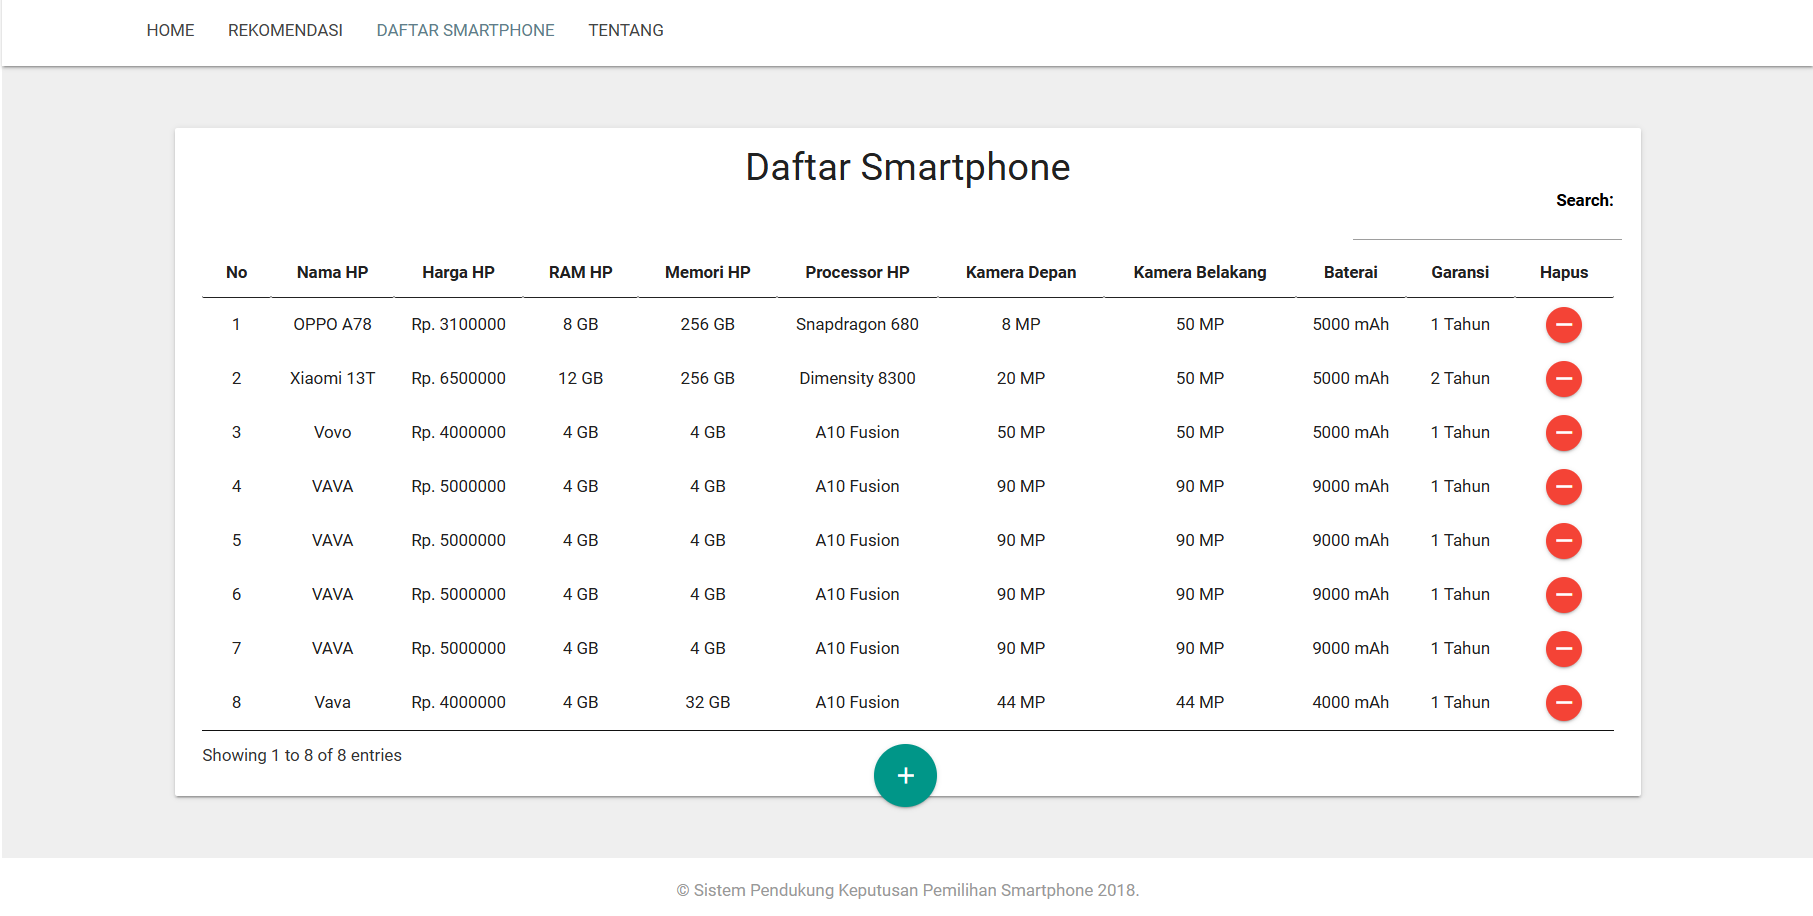 HOME REKOMENDASI DAFTAR SMARTPHONE TENTANG
Daftar Smartphone
Search:
No Nama HP Harga HP RAM HP Memori HP Processor HP Kamera Depan Kamera Belakang Baterai Garansi Hapus
1 OPPO A78 Rp. 3100000 8 GB 256 GB Snapdragon 680 8 MP 50 MP 5000 mAh 1 Tahun
2 Xiaomi 13T Rp. 6500000 12 GB 256 GB Dimensity 8300 20 MP 50 MP 5000 mAh 2 Tahun
3 Vovo Rp. 4000000 4 GB 4 GB A10 Fusion 50 MP 50 MP 5000 mAh 1 Tahun
4 VAVA Rp. 5000000 4 GB 4 GB A10 Fusion 90 MP 90 MP 9000 mAh 1 Tahun
5 VAVA Rp. 5000000 4 GB 4 GB A10 Fusion 90 MP 90 MP 9000 mAh 1 Tahun
6 VAVA Rp. 5000000 4 GB 4 GB A10 Fusion 90 MP 90 MP 9000 mAh 1 Tahun
7 VAVA Rp. 5000000 4 GB 4 GB A10 Fusion 90 MP 90 MP 9000 mAh 1 Tahun
8 Vava Rp. 4000000 4 GB 32 GB A10 Fusion 44 MP 44 MP 4000 mAh 1 Tahun
Showing 1 to 8 of 8 entries
+
© Sistem Pendukung Keputusan Pemilihan Smartphone 2018.